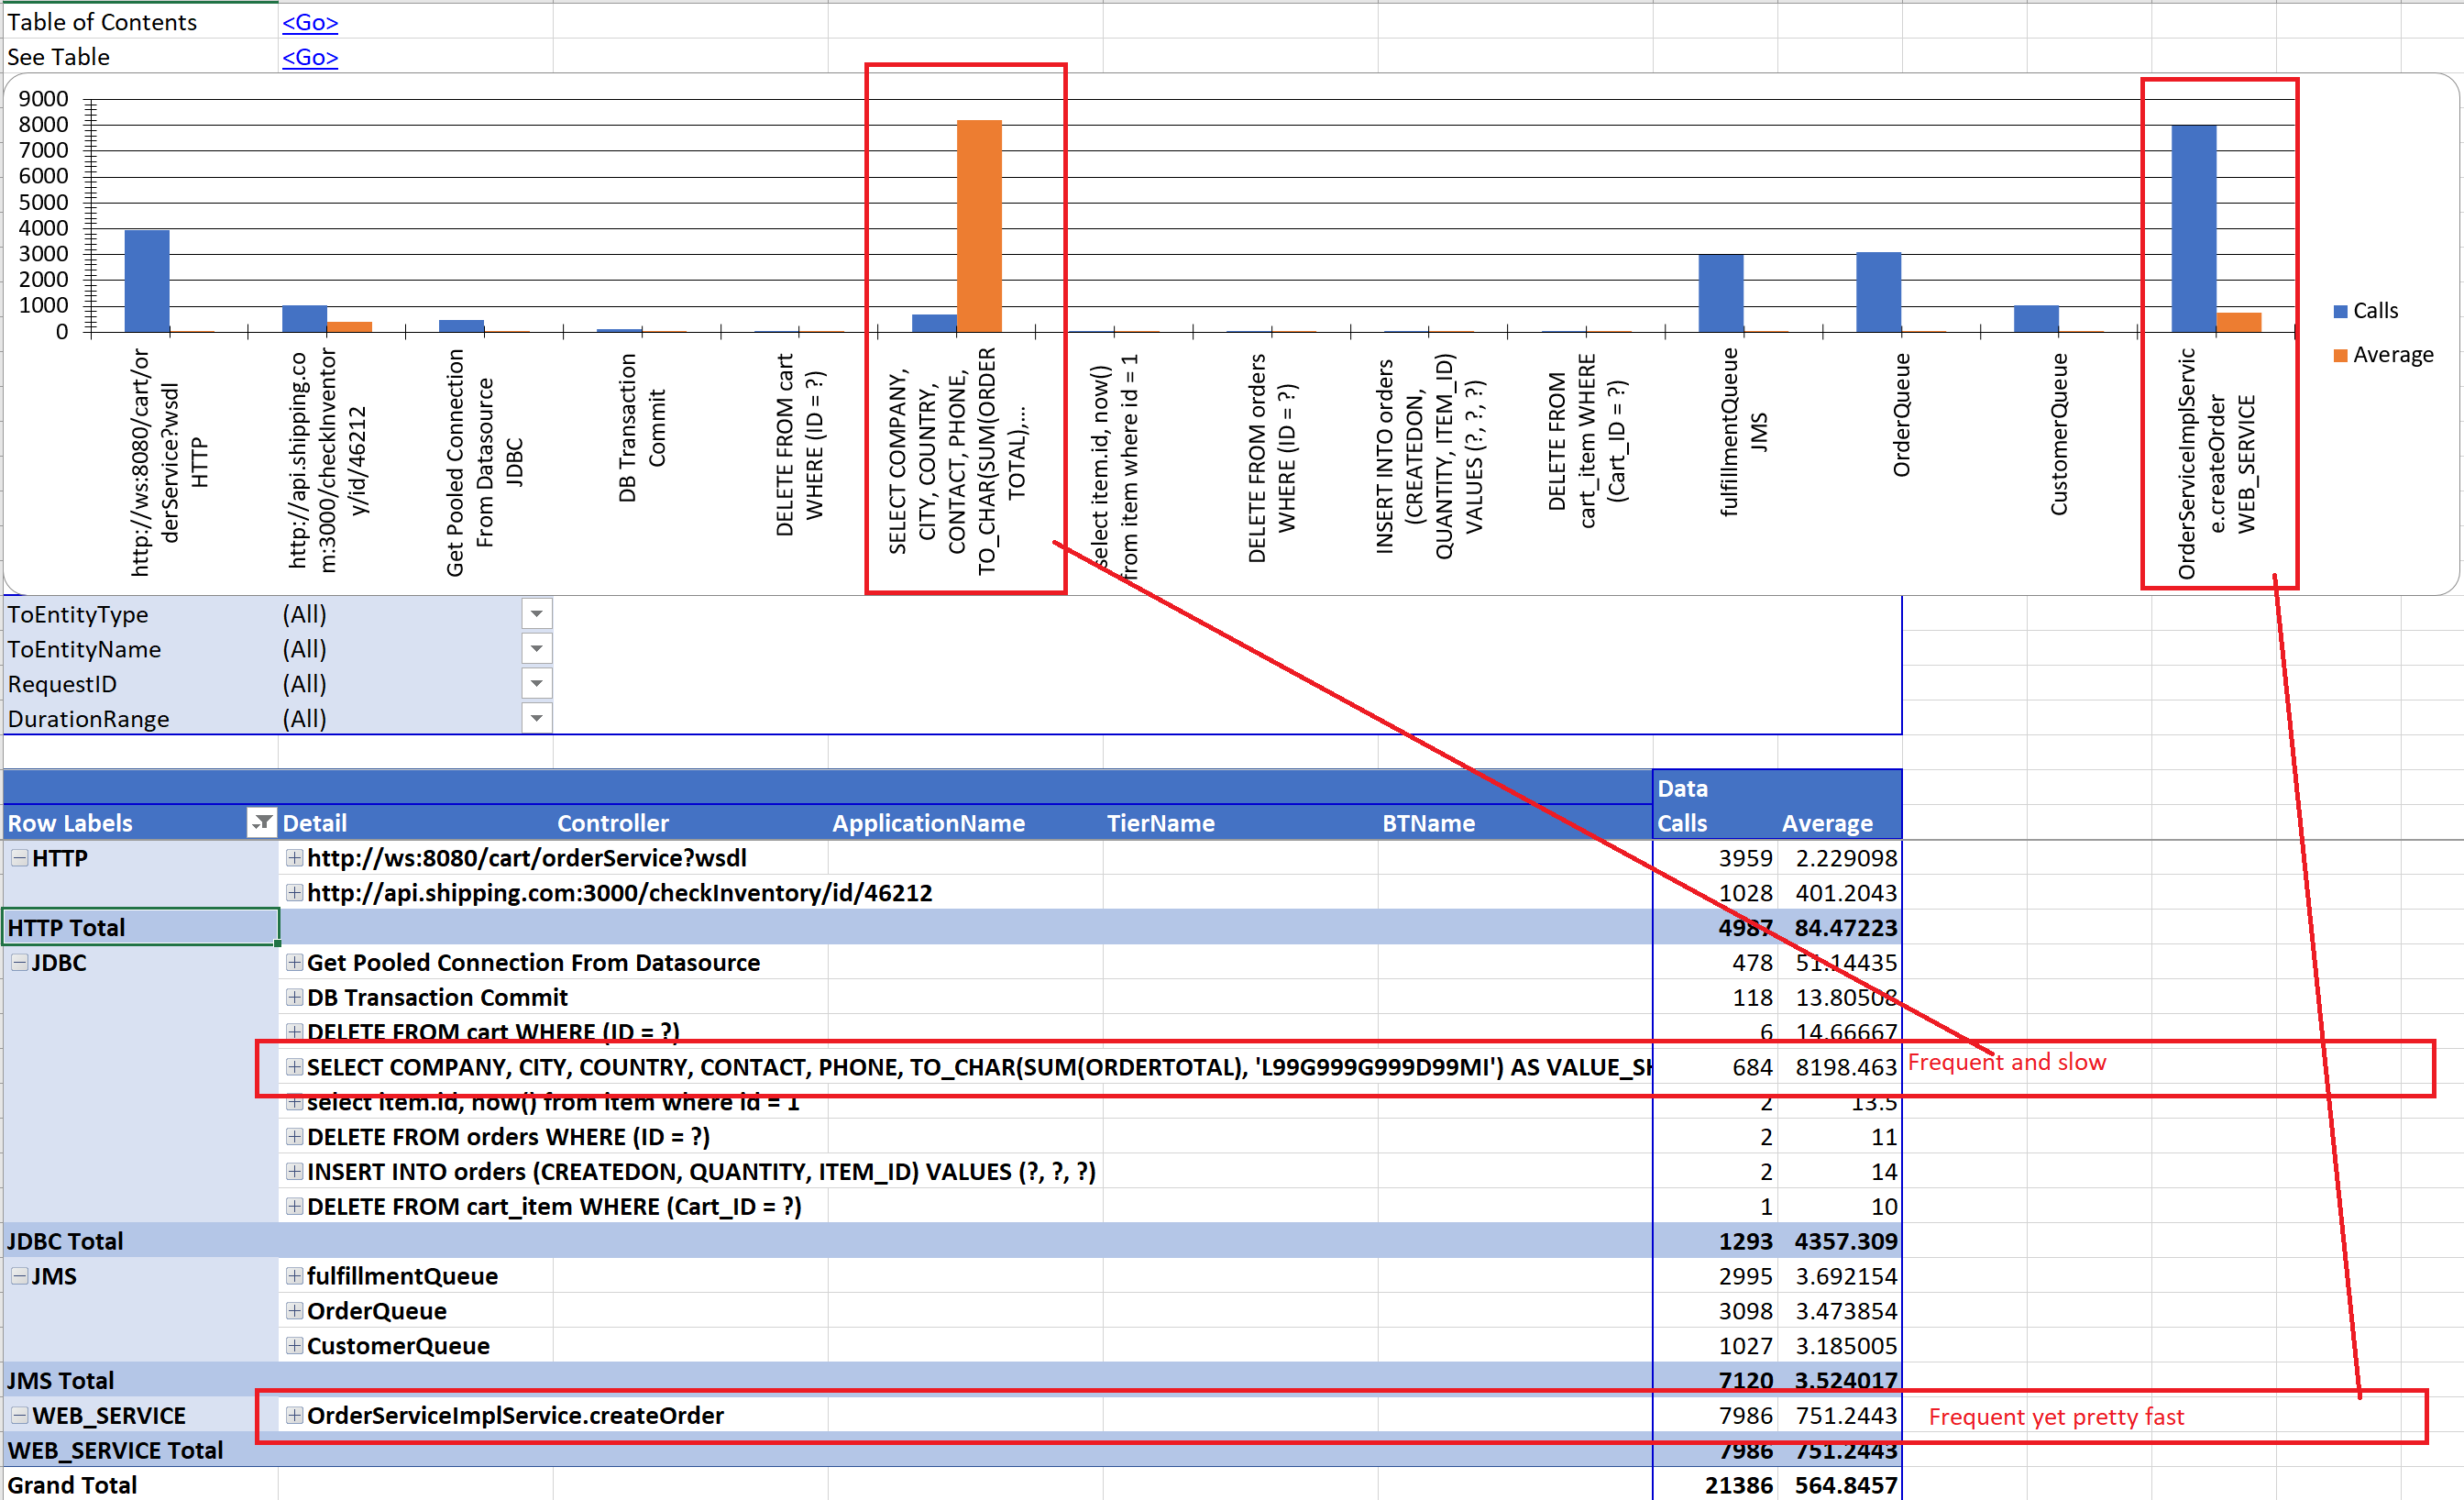 Table of Contents <Go>
See Table <Go>
9000
8000
7000
6000
5000
4000
3000
2000
1000
0
http://ws:8080/cart/or
derService?wsdl
HTTP
http://api.shipping.co
m:3000/checkInventor
y/id/46212
Get Pooled Connection
From Datasource
JDBC
DB Transaction
Commit
DELETE FROM cart
WHERE (ID = ?)
SELECT COMPANY,
CITY, COUNTRY,
CONTACT, PHONE,
TO_CHAR(SUM(ORDER
TOTAL),...
select item.id, now()
from item where id = 1
DELETE FROM orders
WHERE (ID = ?)
INSERT INTO orders
(CREATEDON,
QUANTITY, ITEM_ID)
VALUES (?, ?, ?)
DELETE FROM
cart_item WHERE
(Cart_ID = ?)
fulfillmentQueue
JMS
OrderQueue
CustomerQueue
OrderServiceImplServic
e.createOrder
WEB_SERVICE
Calls
Average
ToEntityType (All)
ToEntityName (All)
RequestID (All)
DurationRange (All)
Data
Row Labels Detail Controller ApplicationName TierName BTName Calls Average
HTTP http://ws:8080/cart/orderService?wsdl 3959 2.229098
http://api.shipping.com:3000/checkInventory/id/46212 1028 401.2043
HTTP Total 4987 84.47223
JDBC Get Pooled Connection From Datasource 478 51.14435
DB Transaction Commit 118 13.80508
DELETE FROM cart WHERE (ID = ?) 6 14.66667
SELECT COMPANY, CITY, COUNTRY, CONTACT, PHONE, TO_CHAR(SUM(ORDERTOTAL), 'L99G999G999D99MI') AS VALUE_SH 684 8198.463 Frequent and slow
select item.id, now() from item where id = 1 2 13.5
DELETE FROM orders WHERE (ID = ?) 2 11
INSERT INTO orders (CREATEDON, QUANTITY, ITEM_ID) VALUES (?, ?, ?) 2 14
DELETE FROM cart_item WHERE (Cart_ID = ?) 1 10
JDBC Total 1293 4357.309
JMS fulfillmentQueue 2995 3.692154
OrderQueue 3098 3.473854
CustomerQueue 1027 3.185005
JMS Total 7120 3.524017
WEB_SERVICE OrderServiceImplService.createOrder 7986 751.2443 Frequent yet pretty fast
WEB_SERVICE Total 7986 751.2443
Grand Total 21386 564.8457